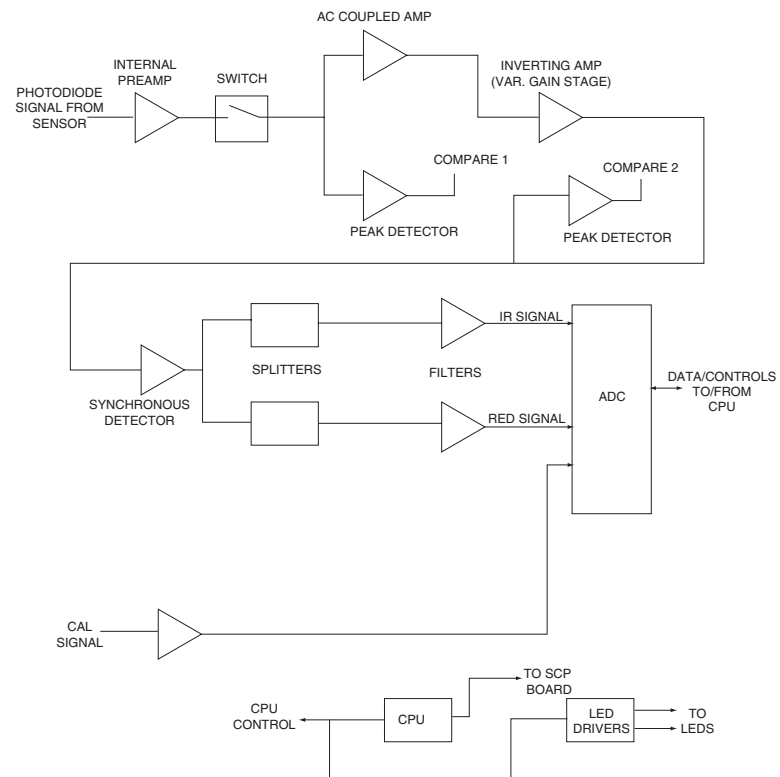 AC COUPLED AMP
INTERNAL
PREAMP
INVERTING AMP
(VAR. GAIN STAGE)
SWITCH
PHOTODIODE
SIGNAL FROM
SENSOR
COMPARE 1
COMPARE 2
PEAK DETECTOR
PEAK DETECTOR
IR SIGNAL
SPLITTERS
FILTERS
SYNCHRONOUS
DETECTOR
RED SIGNAL
ADC
DATA/CONTROLS
TO/FROM
CPU
CAL
SIGNAL
TO SCP
BOARD
CPU
CONTROL
CPU
LED
DRIVERS
TO
LEDS